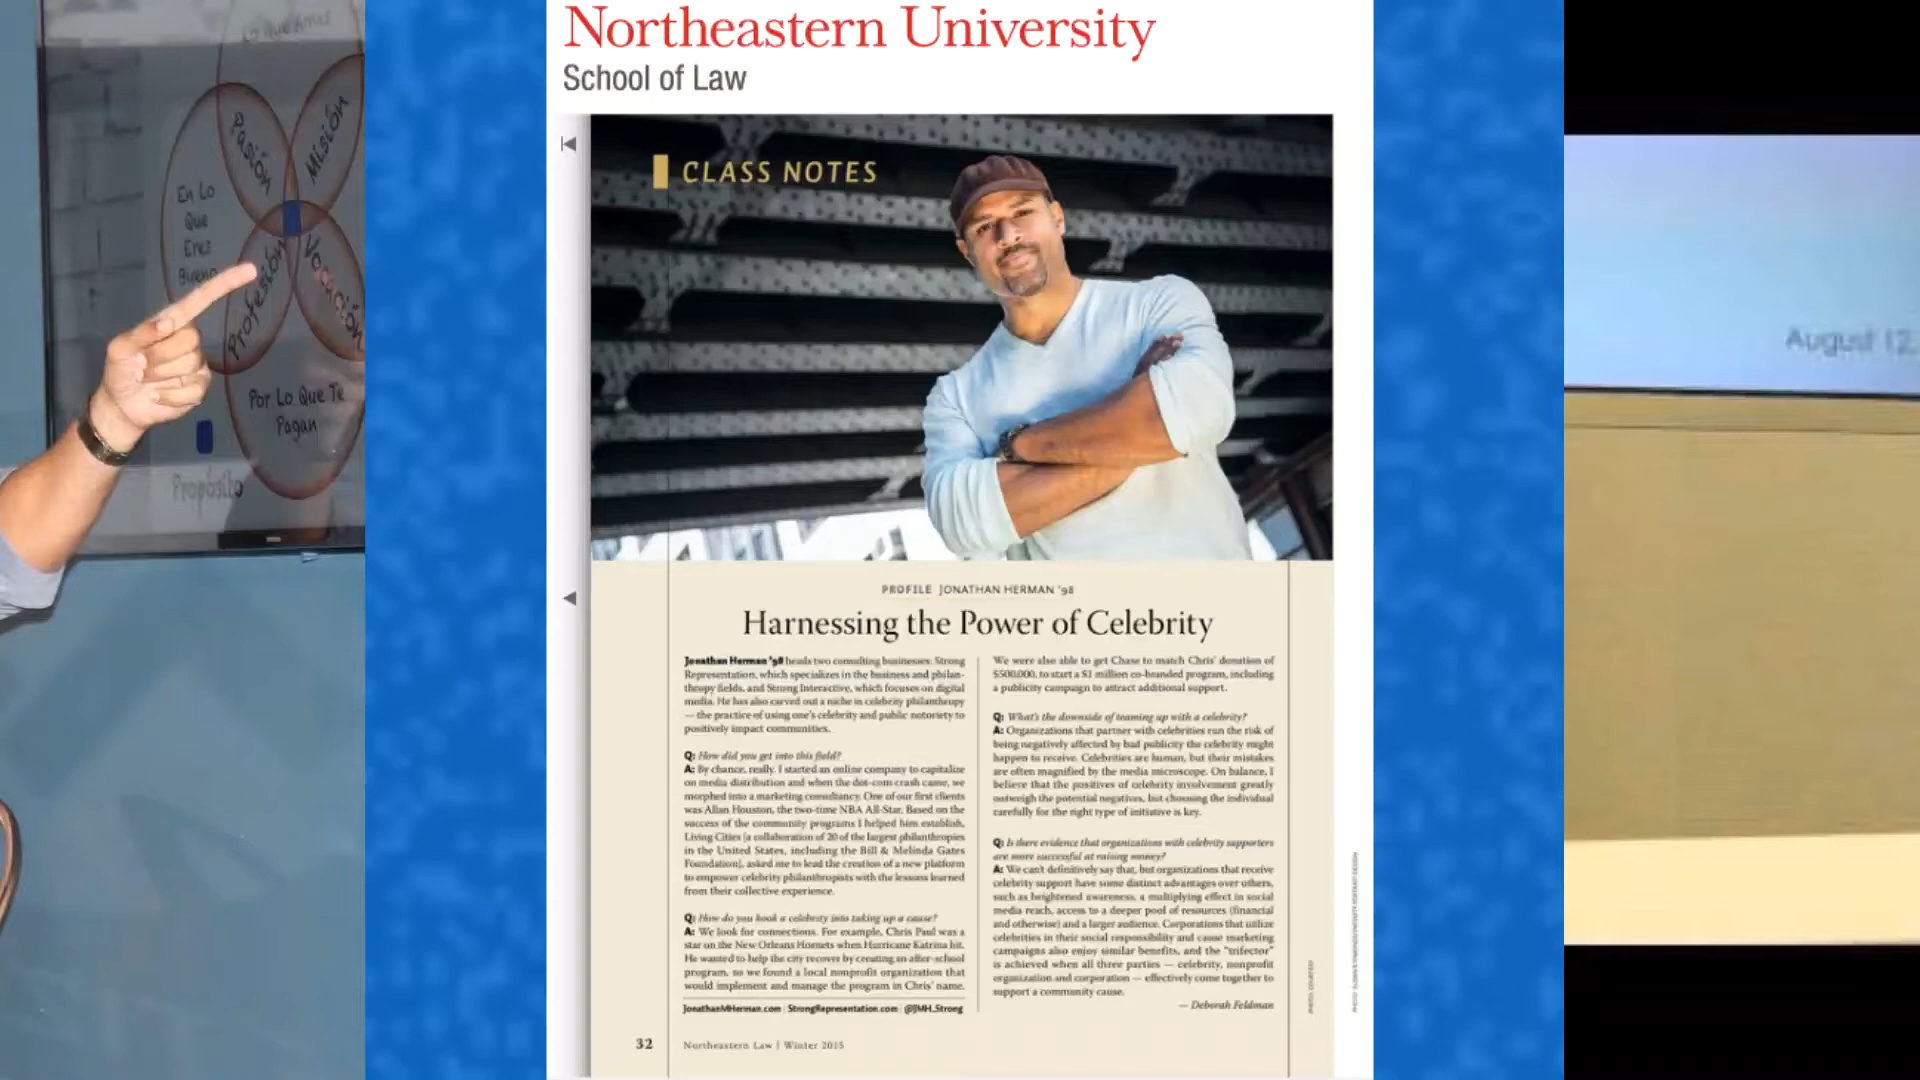 Lo Que Amas
Pasión
Misión
En Lo
Que
Eres
Bueno
Profesión
Vocación
Por Lo Que Te
Pagan
Propósito
Northeastern University
School of Law
CLASS NOTES
PROFILE JONATHAN HERMAN '98
Harnessing the Power of Celebrity
Jonathan Herman '98 heads two consulting businesses: Strong
Representation, which specializes in the business and philan-
thropy fields, and Strong Interactive, which focuses on digital
media. He has also carved out a niche in celebrity philanthropy
— the practice of using one's celebrity and public notoriety to
positively impact communities.
Q: How did you get into this field?
A: By chance, really. I started an online company to capitalize
on media distribution and when the dot-com crash came, we
morphed into a marketing consultancy. One of our first clients
was Allan Houston, the two-time NBA All-Star. Based on the
success of the community programs I helped him establish,
Living Cities [a collaboration of 20 of the largest philanthropies
in the United States, including the Bill & Melinda Gates
Foundation], asked me to lead the creation of a new platform
to empower celebrity philanthropists with the lessons learned
from their collective experience.
Q: How do you hook a celebrity into taking up a cause?
A: We look for connections. For example, Chris Paul was a
star on the New Orleans Hornets when Hurricane Katrina hit.
He wanted to help the city recover by creating an after-school
program, so we found a local nonprofit organization that
would implement and manage the program in Chris' name.
JonathanMHerman.com | StrongRepresentation.com | @JMH_Strong
We were also able to get Chase to match Chris' donation of
$500,000, to start a $1 million co-branded program, including
a publicity campaign to attract additional support.
Q: What's the downside of teaming up with a celebrity?
A: Organizations that partner with celebrities run the risk of
being negatively affected by bad publicity the celebrity might
happen to receive. Celebrities are human, but their mistakes
are often magnified by the media microscope. On balance, I
believe that the positives of celebrity involvement greatly
outweigh the potential negatives, but choosing the individual
carefully for the right type of initiative is key.
Q: Is there evidence that organizations with celebrity supporters
are more successful at raising money?
A: We can't definitively say that, but organizations that receive
celebrity support have some distinct advantages over others,
such as heightened awareness, a multiplying effect in social
media reach, access to a deeper pool of resources (financial
and otherwise) and a larger audience. Corporations that utilize
celebrities in their social responsibility and cause marketing
campaigns also enjoy similar benefits, and the "trifector"
is achieved when all three parties — celebrity, nonprofit
organization and corporation — effectively come together to
support a community cause.
— Deborah Feldman
32 Northeastern Law | Winter 2015
August 12,